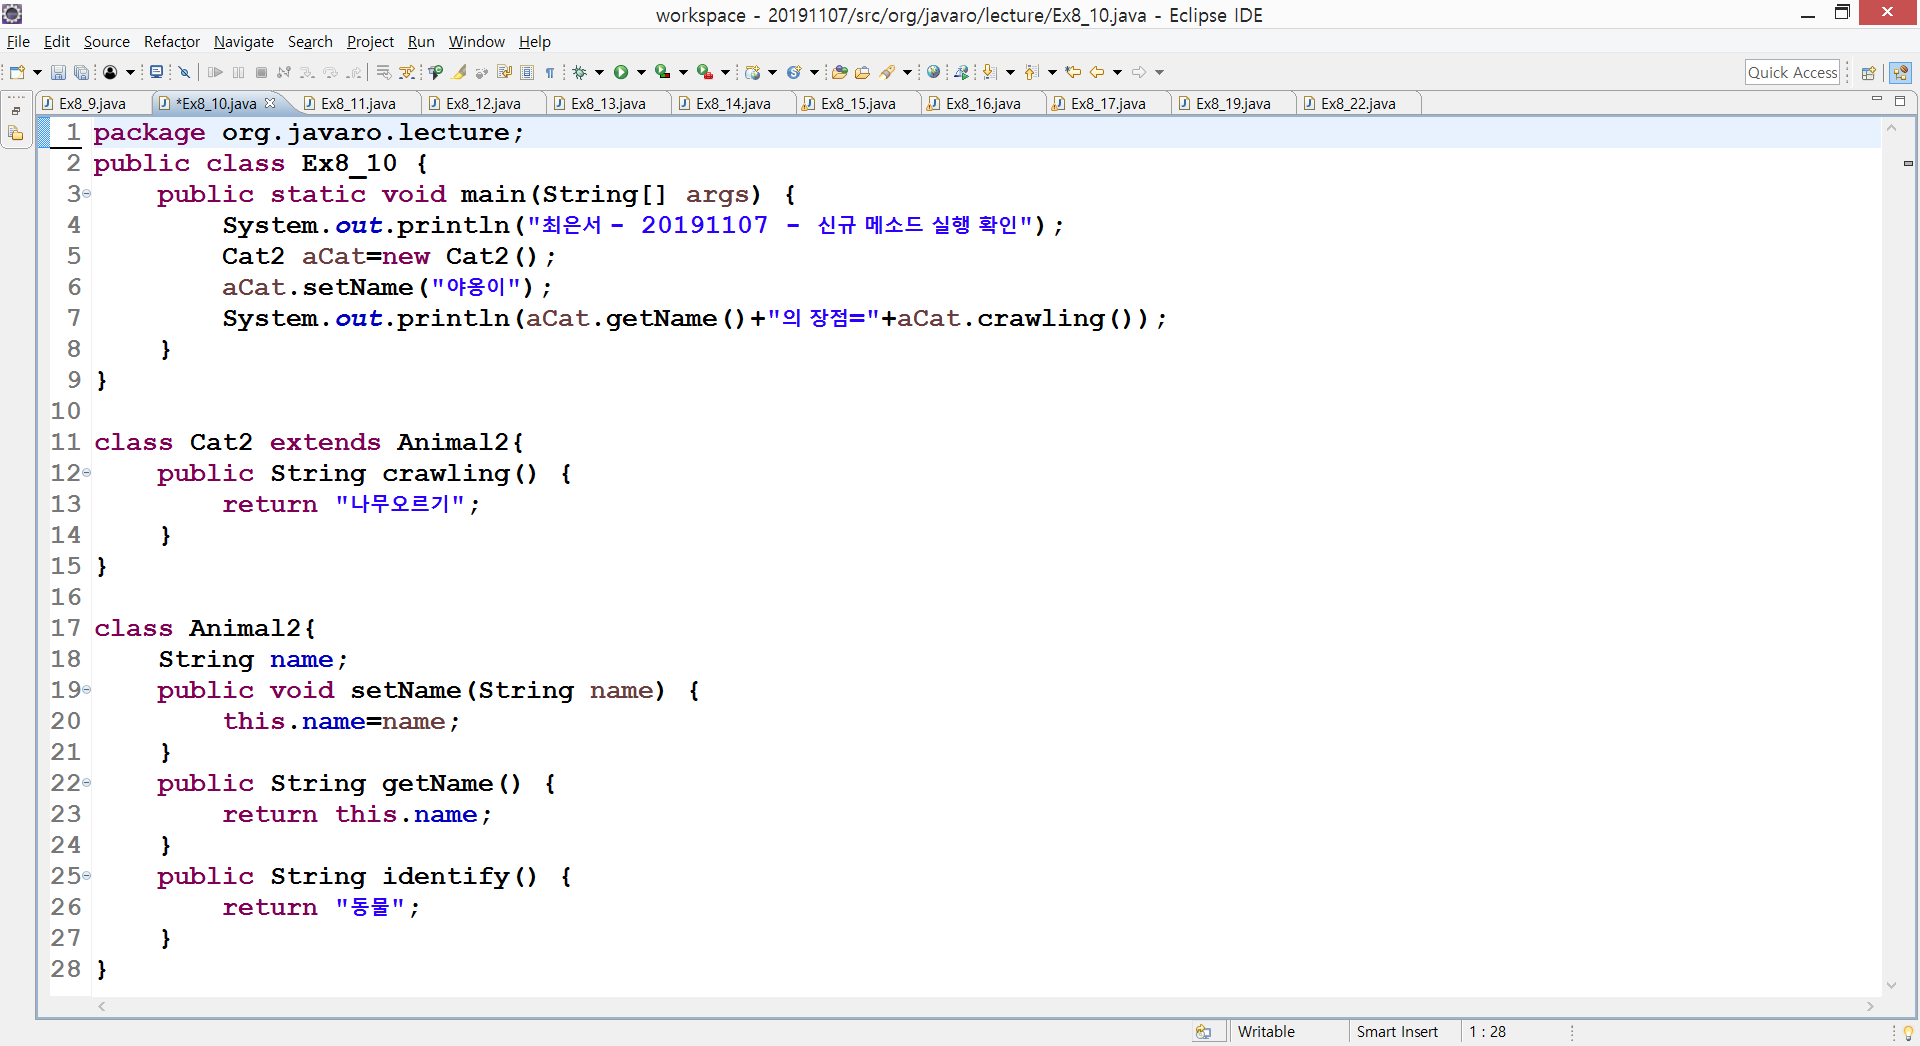 workspace - 20191107/src/org/javaro/lecture/Ex8_10.java - Eclipse IDE
File Edit Source Refactor Navigate Search Project Run Window Help
Quick Access
Ex8_9.java *Ex8_10.java Ex8_11.java Ex8_12.java Ex8_13.java Ex8_14.java Ex8_15.java Ex8_16.java Ex8_17.java Ex8_19.java Ex8_22.java
1 package org.javaro.lecture;
2 public class Ex8_10 {
3 public static void main(String[] args) {
4 System.out.println("최은서 - 20191107 - 신규 메소드 실행 확인");
5 Cat2 aCat=new Cat2();
6 aCat.setName("야옹이");
7 System.out.println(aCat.getName()+"의 장점="+aCat.crawling());
8 }
9 }
10
11 class Cat2 extends Animal2{
12 public String crawling() {
13 return "나무오르기";
14 }
15 }
16
17 class Animal2{
18 String name;
19 public void setName(String name) {
20 this.name=name;
21 }
22 public String getName() {
23 return this.name;
24 }
25 public String identify() {
26 return "동물";
27 }
28 }
Writable Smart Insert 1 : 28